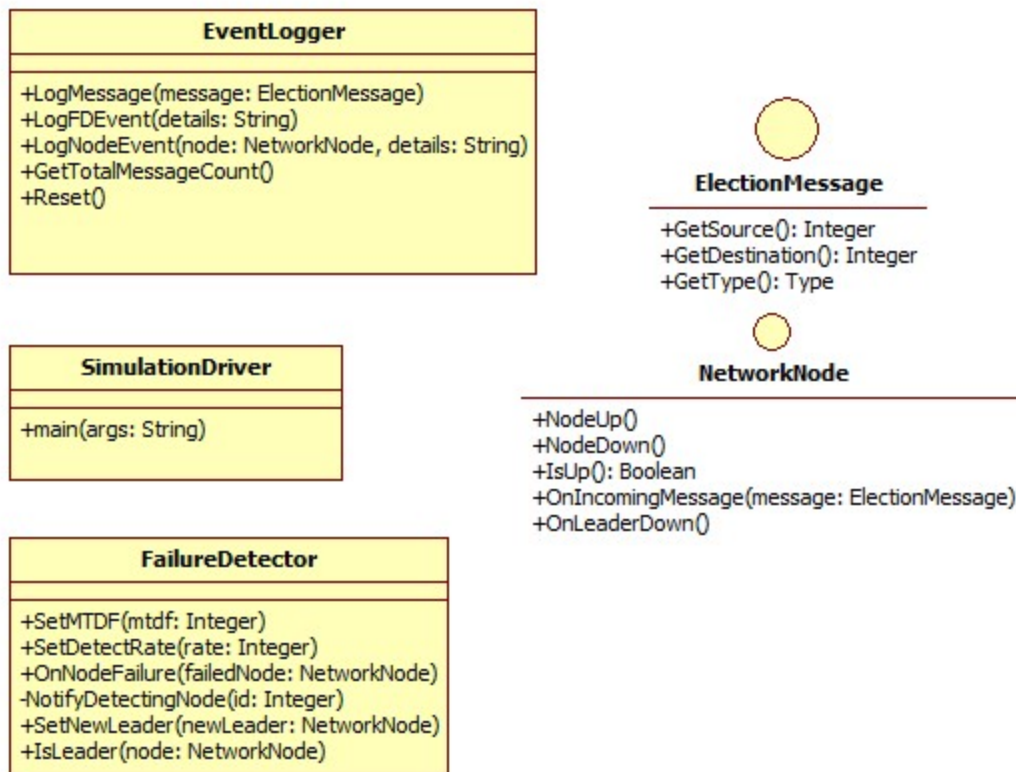 EventLogger
+LogMessage(message: ElectionMessage)
+LogFDEvent(details: String)
+LogNodeEvent(node: NetworkNode, details: String)
+GetTotalMessageCount()
+Reset()
ElectionMessage
+GetSource(): Integer
+GetDestination(): Integer
+GetType(): Type
SimulationDriver
+main(args: String)
NetworkNode
+NodeUp()
+NodeDown()
+IsUp(): Boolean
+OnIncomingMessage(message: ElectionMessage)
+OnLeaderDown()
FailureDetector
+SetMTDF(mtdf: Integer)
+SetDetectRate(rate: Integer)
+OnNodeFailure(failedNode: NetworkNode)
-NotifyDetectingNode(id: Integer)
+SetNewLeader(newLeader: NetworkNode)
+IsLeader(node: NetworkNode)